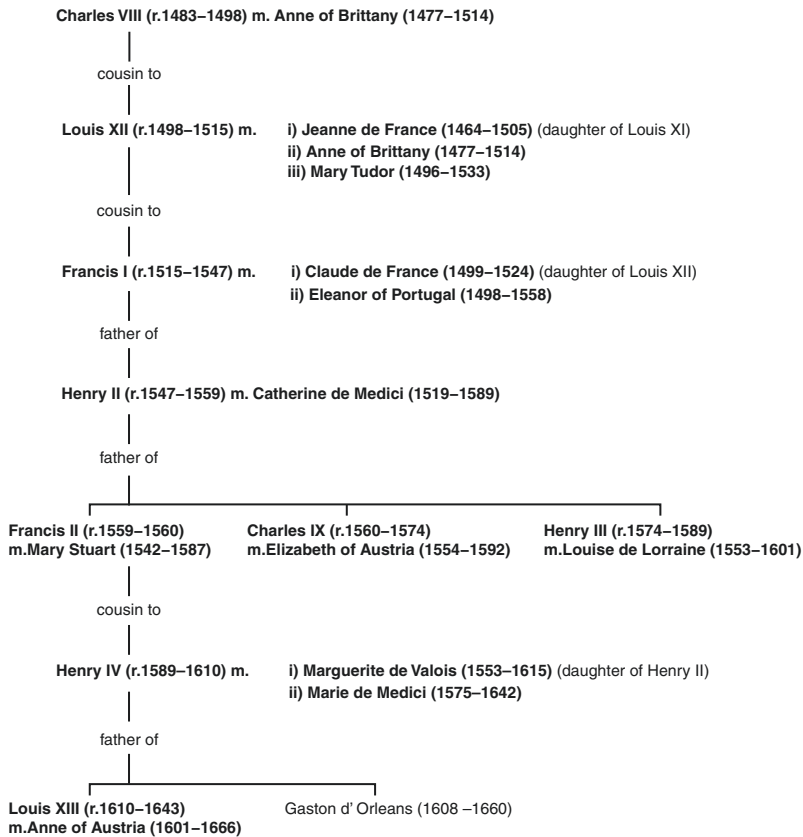 Charles VIII (r.1483–1498) m. Anne of Brittany (1477–1514)
cousin to
Louis XII (r.1498–1515) m. i) Jeanne de France (1464–1505) (daughter of Louis XI)
ii) Anne of Brittany (1477–1514)
iii) Mary Tudor (1496–1533)
cousin to
Francis I (r.1515–1547) m. i) Claude de France (1499–1524) (daughter of Louis XII)
ii) Eleanor of Portugal (1498–1558)
father of
Henry II (r.1547–1559) m. Catherine de Medici (1519–1589)
father of
Francis II (r.1559–1560) Charles IX (r.1560–1574) Henry III (r.1574–1589)
m.Mary Stuart (1542–1587) m.Elizabeth of Austria (1554–1592) m.Louise de Lorraine (1553–1601)
cousin to
Henry IV (r.1589–1610) m. i) Marguerite de Valois (1553–1615) (daughter of Henry II)
ii) Marie de Medici (1575–1642)
father of
Louis XIII (r.1610–1643) Gaston d' Orleans (1608 –1660)
m.Anne of Austria (1601–1666)